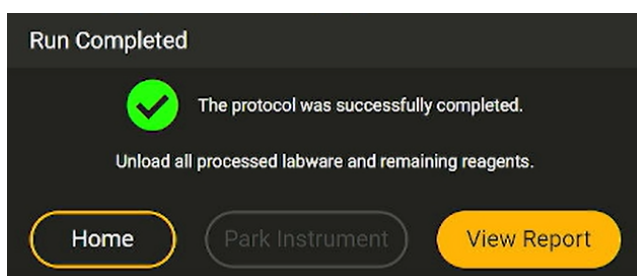 Run Completed
The protocol was successfully completed.
Unload all processed labware and remaining reagents.
Home
Park Instrument
View Report